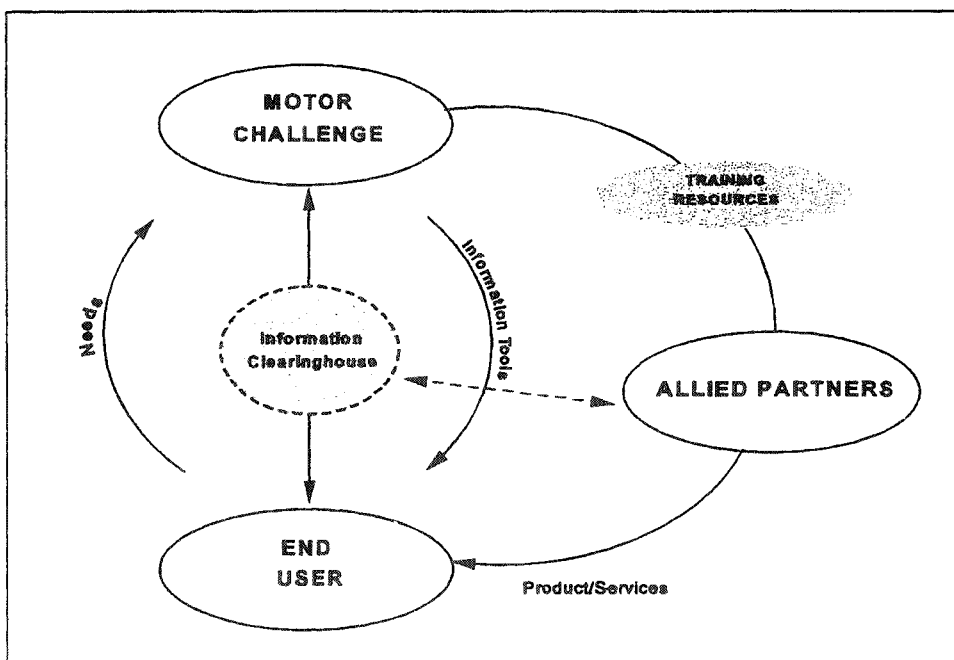 MOTOR
CHALLENGE
TRAINING
RESOURCES
Needs
Information Tools
Information
Clearinghouse
ALLIED PARTNERS
END
USER
Product/Services